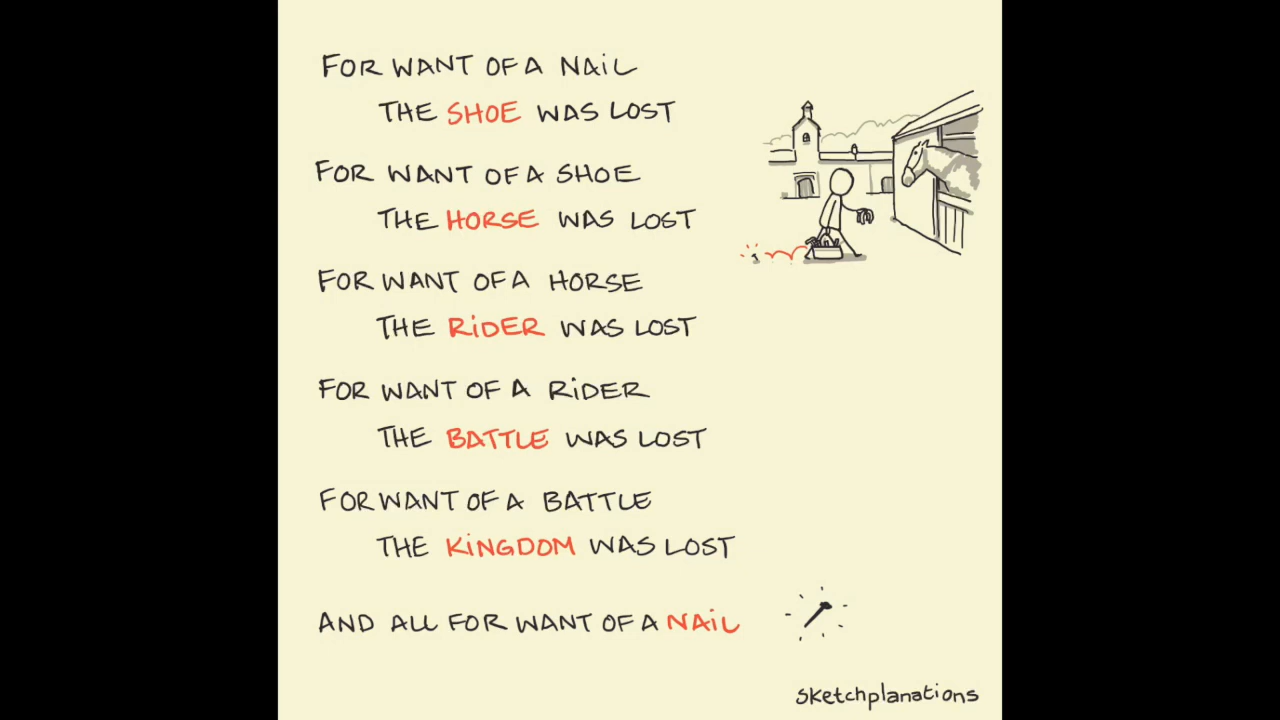 FOR WANT OF A NAiL
THE SHOE WAS LOST
FOR WANT OF A SHOE
THE HORSE WAS LOST
FOR WANT OF A HORSE
THE RiDER WAS LOST
FOR WANT OF A RiDER
THE BATTLE WAS LOST
FOR WANT OF A BATTLE
THE KiNGDOM WAS LOST
AND ALL FOR WANT OF A NAiL
sketchplanations